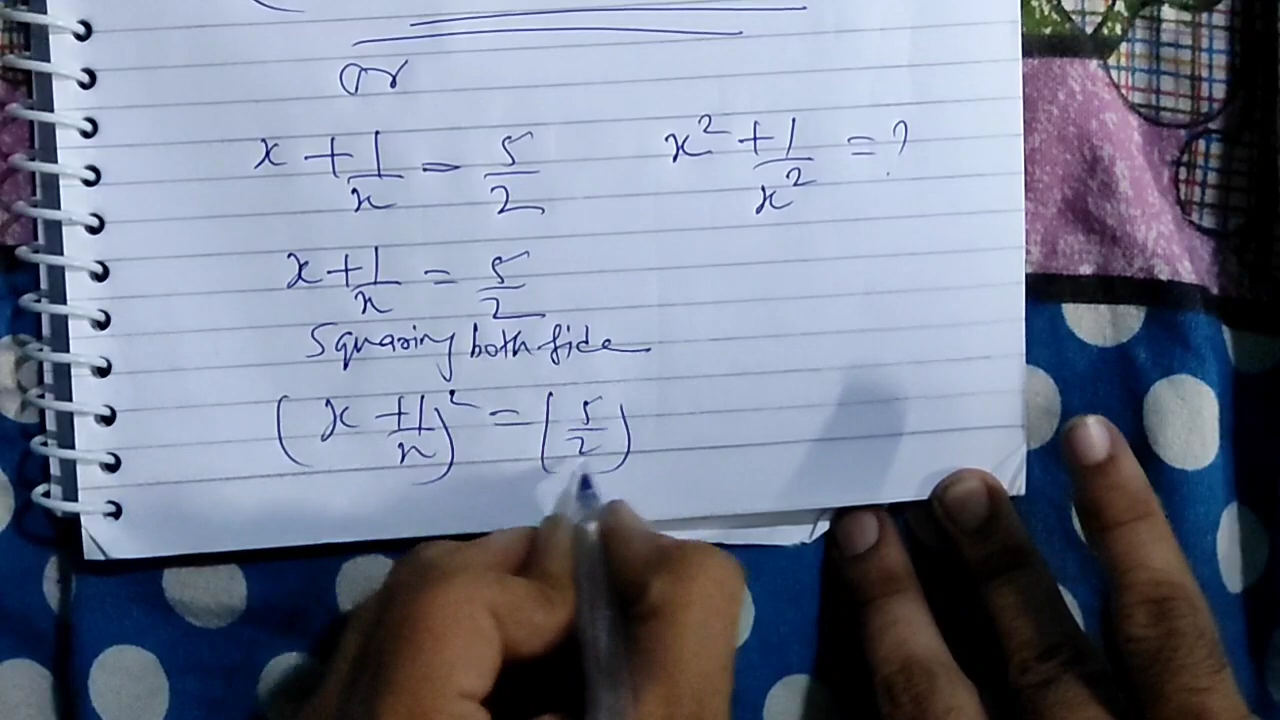 or
x + 1/x = 5/2    x² + 1/x² = ?
x + 1/x = 5/2
Squaring both side
(x + 1/x)² = (5/2)